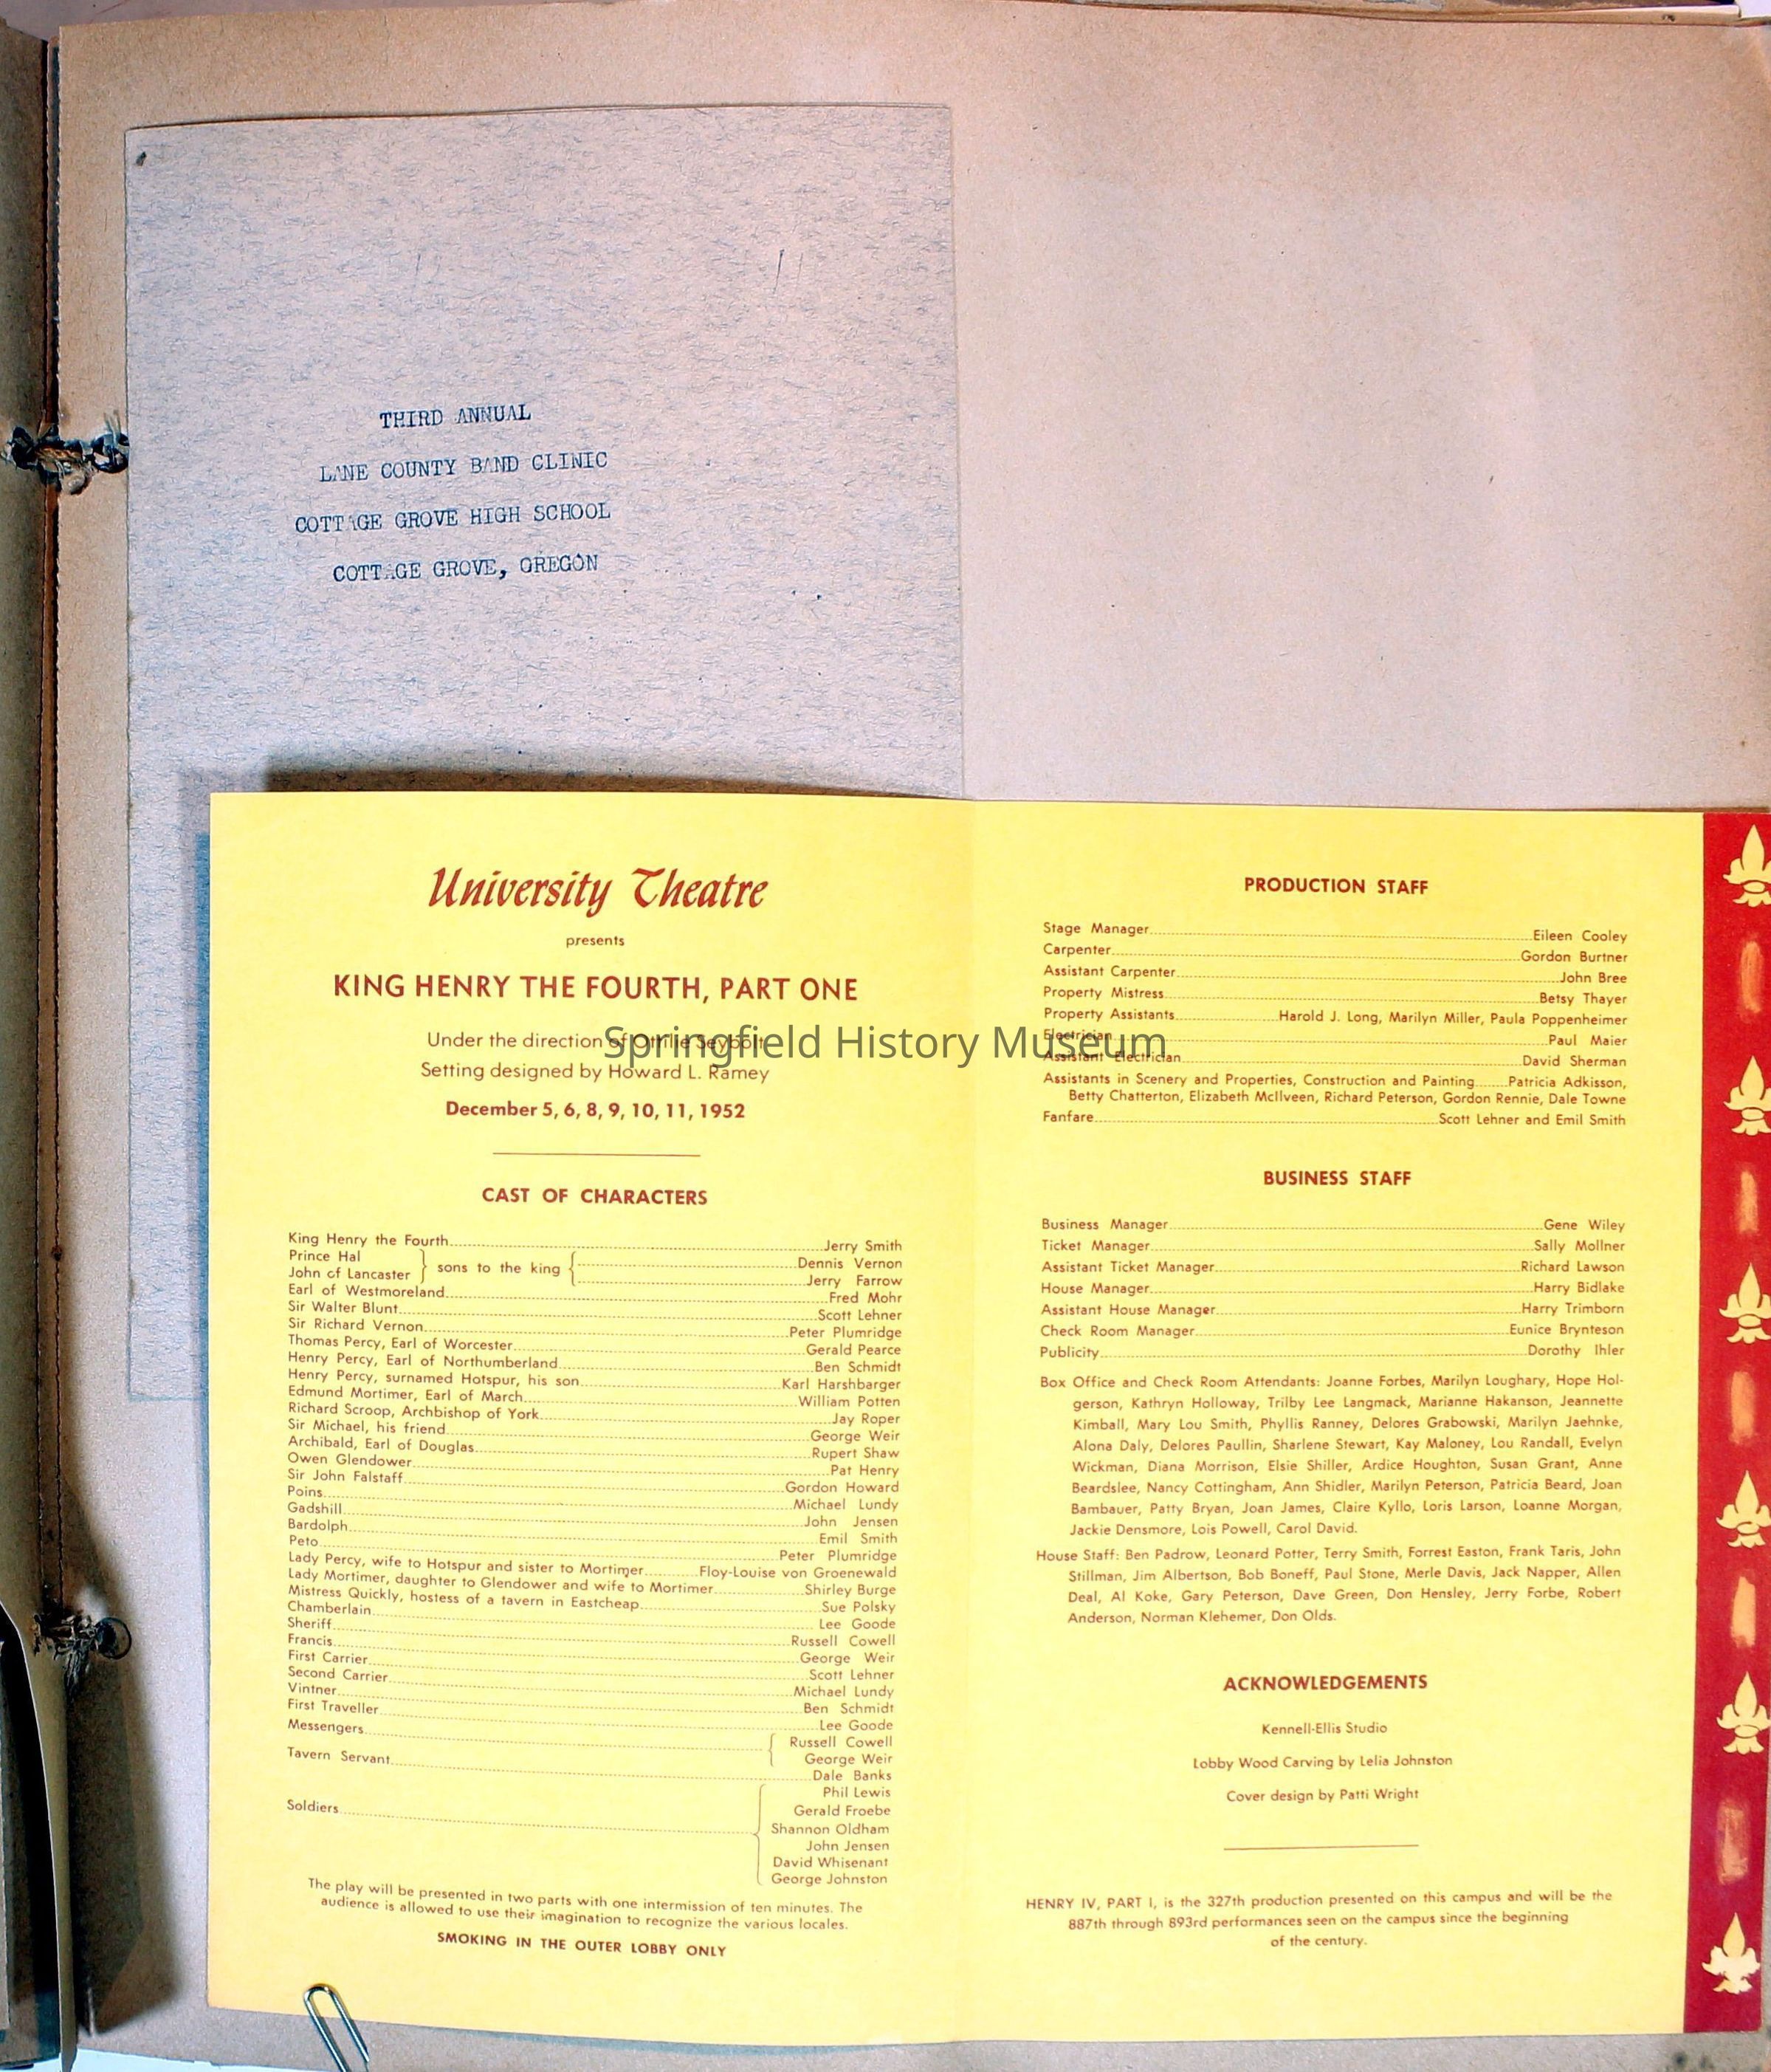 THIRD ANNUAL
LANE COUNTY BAND CLINIC
COTTAGE GROVE HIGH SCHOOL
COTTAGE GROVE, OREGON
University Theatre
presents
KING HENRY THE FOURTH, PART ONE
Under the direction of Ottilie Seybolt
Setting designed by Howard L. Ramey
December 5, 6, 8, 9, 10, 11, 1952
CAST OF CHARACTERS
King Henry the Fourth Jerry Smith
Prince Hal } sons to the king { Dennis Vernon
John of Lancaster } sons to the king { Jerry Farrow
Earl of Westmoreland Fred Mohr
Sir Walter Blunt Scott Lehner
Sir Richard Vernon Peter Plumridge
Thomas Percy, Earl of Worcester Gerald Pearce
Henry Percy, Earl of Northumberland Ben Schmidt
Henry Percy, surnamed Hotspur, his son Karl Harshbarger
Edmund Mortimer, Earl of March William Potten
Richard Scroop, Archbishop of York Jay Roper
Sir Michael, his friend George Weir
Archibald, Earl of Douglas Rupert Shaw
Owen Glendower Pat Henry
Sir John Falstaff Gordon Howard
Poins Michael Lundy
Gadshill John Jensen
Bardolph Emil Smith
Peto Peter Plumridge
Lady Percy, wife to Hotspur and sister to Mortimer Floy-Louise von Groenewald
Lady Mortimer, daughter to Glendower and wife to Mortimer Shirley Burge
Mistress Quickly, hostess of a tavern in Eastcheap Sue Polsky
Chamberlain Lee Goode
Sheriff Russell Cowell
Francis George Weir
First Carrier Scott Lehner
Second Carrier Michael Lundy
Vintner Ben Schmidt
First Traveller Lee Goode
Messengers { Russell Cowell
George Weir
Tavern Servant Dale Banks
Soldiers { Phil Lewis
Gerald Froebe
Shannon Oldham
John Jensen
David Whisenant
George Johnston
The play will be presented in two parts with one intermission of ten minutes. The
audience is allowed to use their imagination to recognize the various locales.
SMOKING IN THE OUTER LOBBY ONLY
PRODUCTION STAFF
Stage Manager Eileen Cooley
Carpenter Gordon Burtner
Assistant Carpenter John Bree
Property Mistress Betsy Thayer
Property Assistants Harold J. Long, Marilyn Miller, Paula Poppenheimer
Electrician Paul Maier
Assistant Electrician David Sherman
Assistants in Scenery and Properties, Construction and Painting Patricia Adkisson,
Betty Chatterton, Elizabeth McIlveen, Richard Peterson, Gordon Rennie, Dale Towne
Fanfare Scott Lehner and Emil Smith
BUSINESS STAFF
Business Manager Gene Wiley
Ticket Manager Sally Mollner
Assistant Ticket Manager Richard Lawson
House Manager Harry Bidlake
Assistant House Manager Harry Trimborn
Check Room Manager Eunice Brynteson
Publicity Dorothy Ihler
Box Office and Check Room Attendants: Joanne Forbes, Marilyn Loughary, Hope Hol-
gerson, Kathryn Holloway, Trilby Lee Langmack, Marianne Hakanson, Jeannette
Kimball, Mary Lou Smith, Phyllis Ranney, Delores Grabowski, Marilyn Jaehnke,
Alona Daly, Delores Paullin, Sharlene Stewart, Kay Maloney, Lou Randall, Evelyn
Wickman, Diana Morrison, Elsie Shiller, Ardice Houghton, Susan Grant, Anne
Beardslee, Nancy Cottingham, Ann Shidler, Marilyn Peterson, Patricia Beard, Joan
Bambauer, Patty Bryan, Joan James, Claire Kyllo, Loris Larson, Loanne Morgan,
Jackie Densmore, Lois Powell, Carol David.
House Staff: Ben Padrow, Leonard Potter, Terry Smith, Forrest Easton, Frank Taris, John
Stillman, Jim Albertson, Bob Boneff, Paul Stone, Merle Davis, Jack Napper, Allen
Deal, Al Koke, Gary Peterson, Dave Green, Don Hensley, Jerry Forbe, Robert
Anderson, Norman Klehemer, Don Olds.
ACKNOWLEDGEMENTS
Kennell-Ellis Studio
Lobby Wood Carving by Lelia Johnston
Cover design by Patti Wright
HENRY IV, PART I, is the 327th production presented on this campus and will be the
887th through 893rd performances seen on the campus since the beginning
of the century.
Springfield History Museum